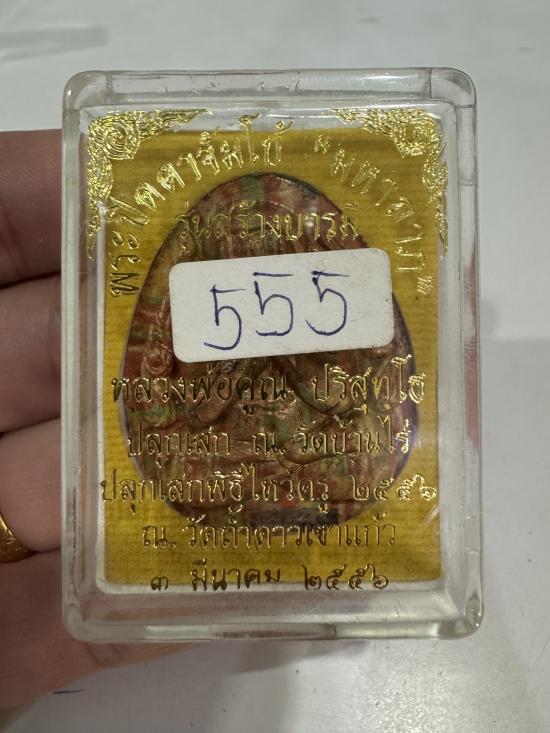 พระปิดตาจัมโบ้ "มหาลาภ"
รุ่นสร้างบารมี
555
หลวงพ่อคูณ ปริสุทฺโธ
ปลุกเสก ณ. วัดบ้านไร่
ปลุกเสกพิธีไหว้ครู ๒๕๕๖
ณ. วัดถ้ำดาวเขาแก้ว
๓ มีนาคม ๒๕๕๖